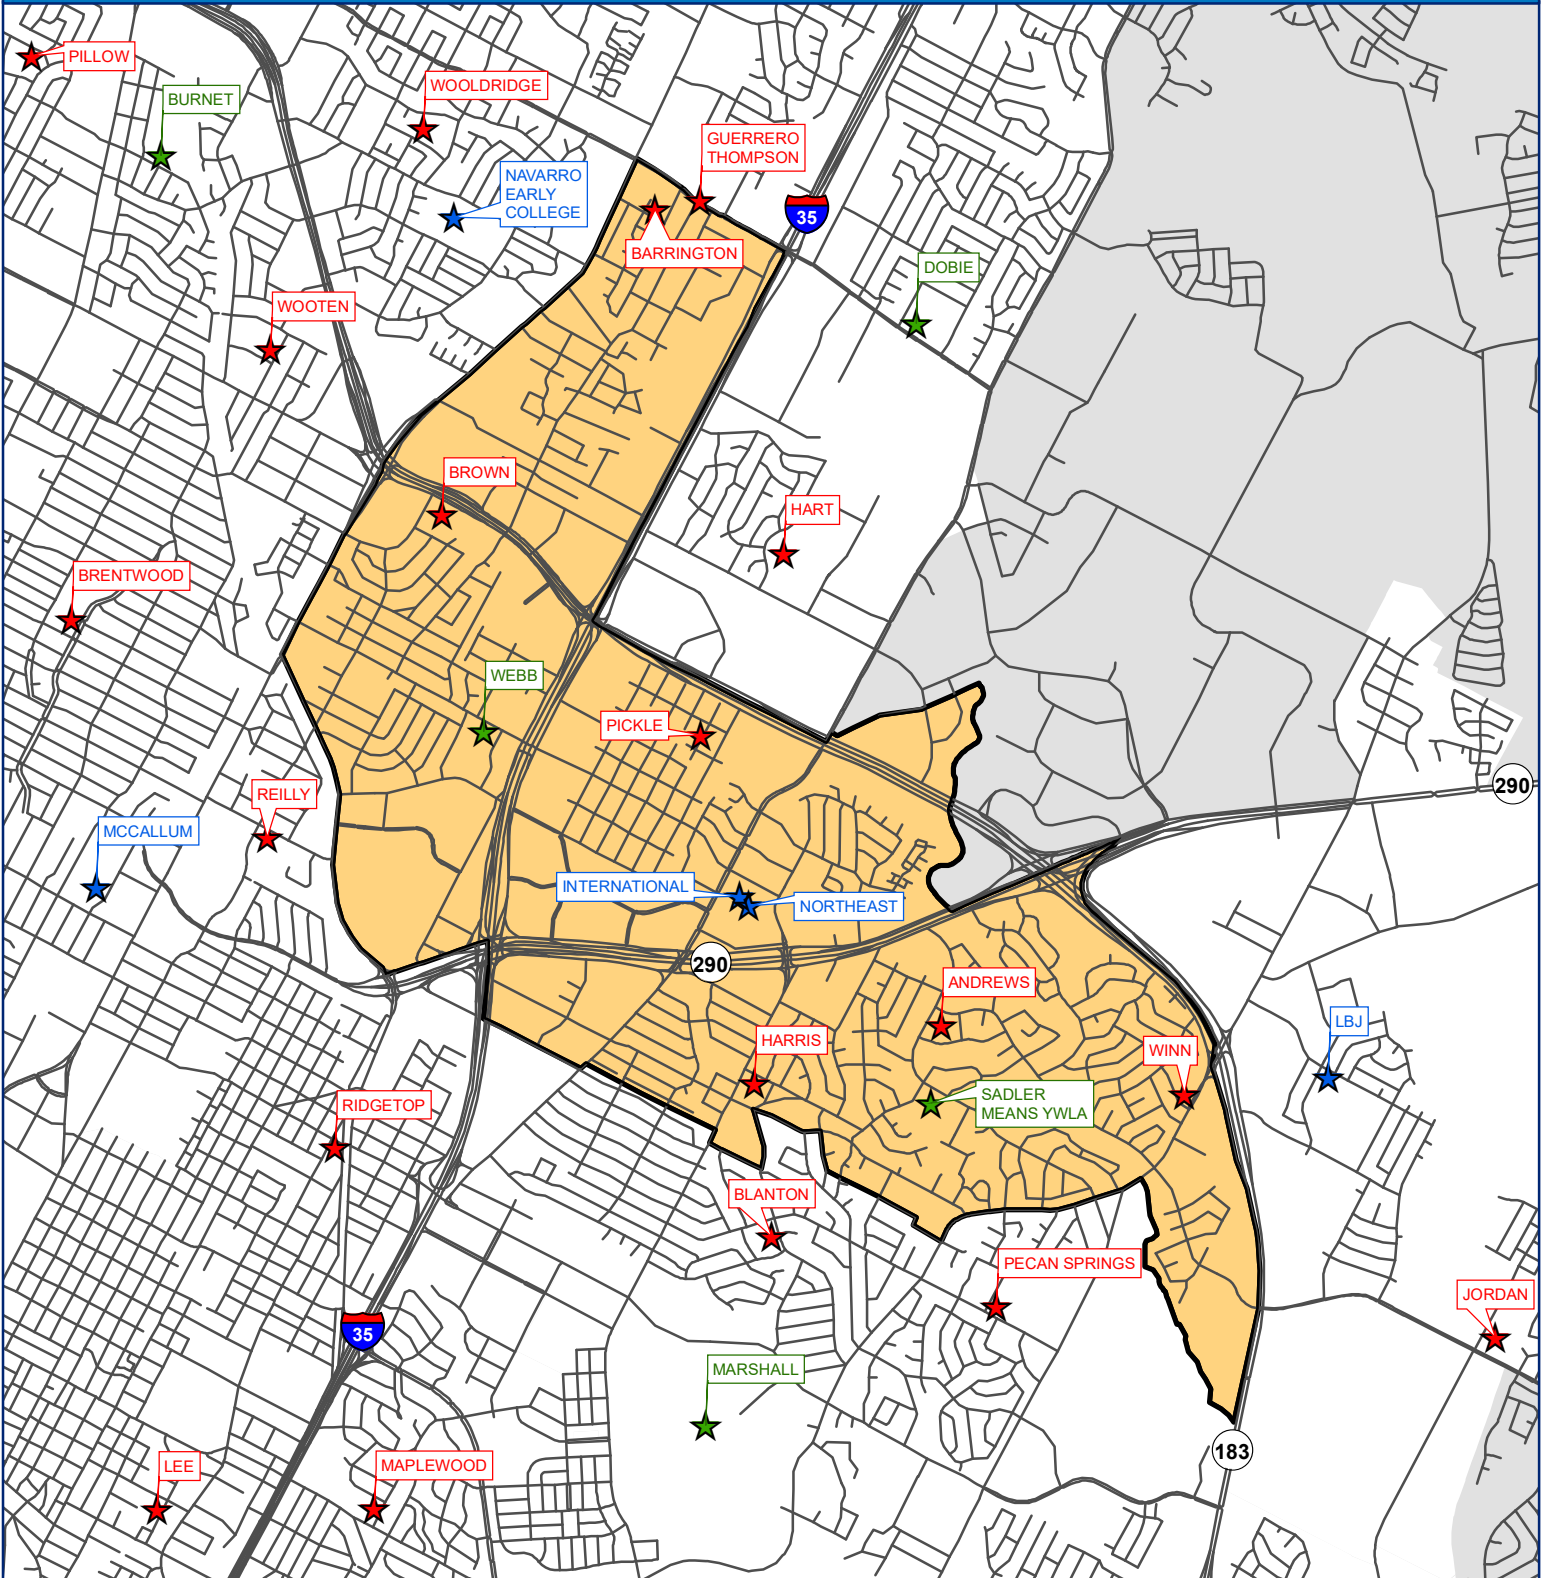 PILLOW
BURNET
WOOLDRIDGE
GUERRERO
THOMPSON
NAVARRO
EARLY
COLLEGE
35
BARRINGTON
DOBIE
WOOTEN
BROWN
HART
BRENTWOOD
WEBB
PICKLE
290
REILLY
MCCALLUM
INTERNATIONAL
NORTHEAST
290
ANDREWS
LBJ
HARRIS
WINN
SADLER
MEANS YWLA
RIDGETOP
BLANTON
PECAN SPRINGS
JORDAN
35
MARSHALL
183
LEE
MAPLEWOOD